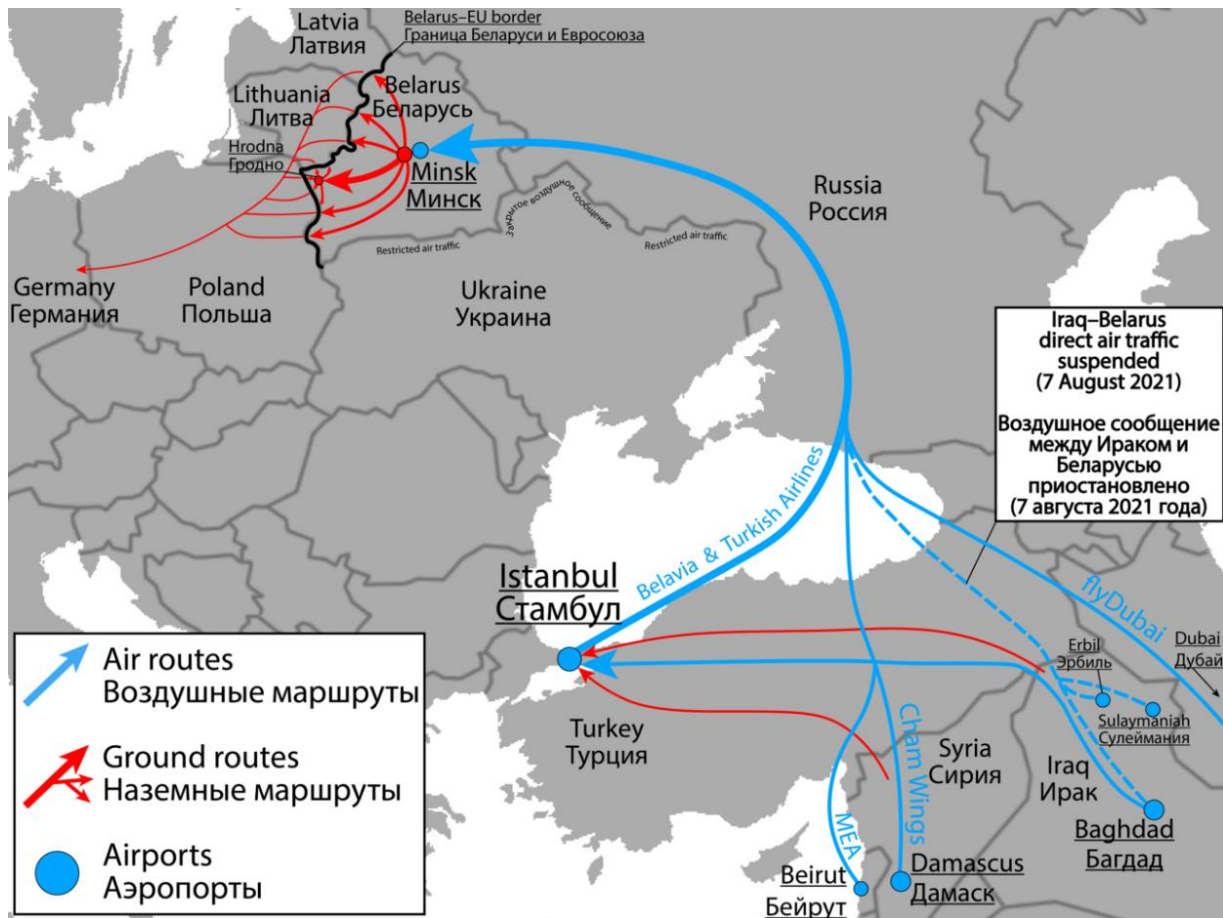 Latvia
Латвия
Belarus–EU border
Граница Беларуси и Евросоюза
Lithuania
Литва
Belarus
Беларусь
Hrodna
Гродно
Minsk
Минск
Russia
Россия
Restricted air traffic
Закрытое воздушное сообщение
Restricted air traffic
Germany
Германия
Poland
Польша
Ukraine
Украина
Iraq–Belarus
direct air traffic
suspended
(7 August 2021)
Воздушное сообщение
между Ираком и
Беларусью
приостановлено
(7 августа 2021 года)
Belavia & Turkish Airlines
Istanbul
Стамбул
flyDubai
Dubai
Дубай
Erbil
Эрбиль
Sulaymaniah
Сулеймания
Turkey
Турция
Cham Wings
Syria
Сирия
Iraq
Ирак
MEA
Baghdad
Багдад
Beirut
Бейрут
Damascus
Дамаск
Air routes
Воздушные маршруты
Ground routes
Наземные маршруты
Airports
Аэропорты